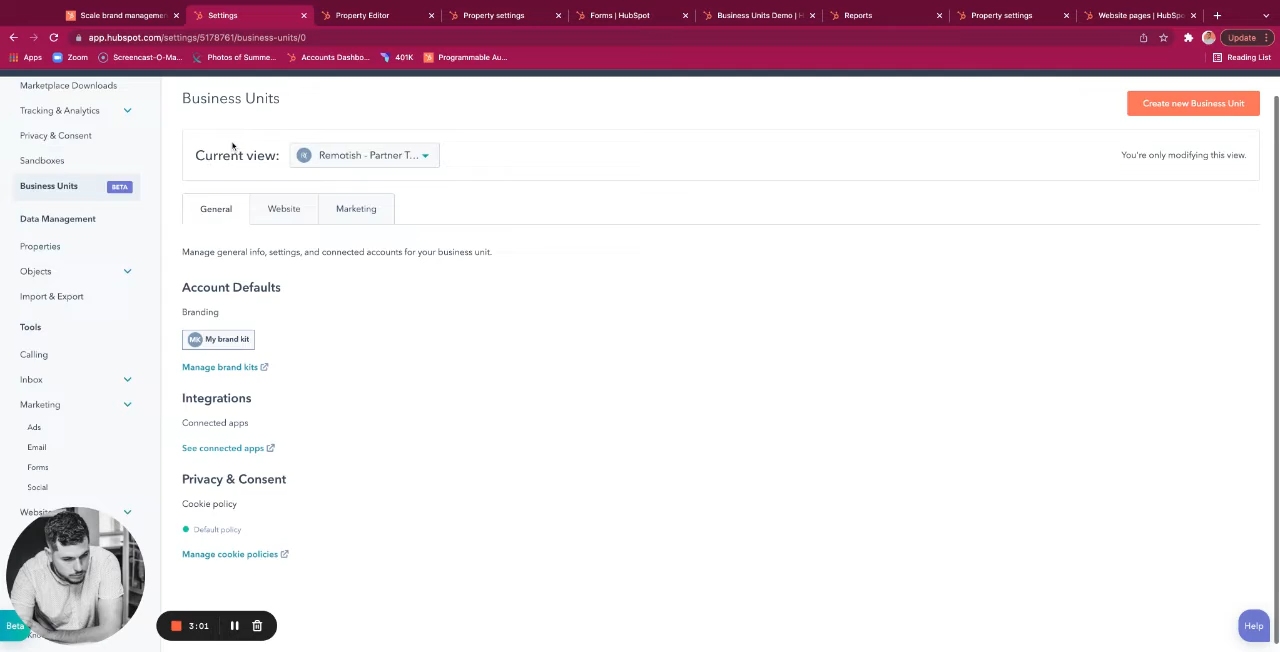 Scale brand managemen
Settings
Property Editor
Property settings
Forms | HubSpot
Business Units Demo | H
Reports
Property settings
Website pages | HubSpo
app.hubspot.com/settings/5178761/business-units/0
Update
Apps
Zoom
Screencast-O-Ma...
Photos of Summe...
Accounts Dashbo...
401K
Programmable Au...
Reading List
Marketplace Downloads
Tracking & Analytics
Privacy & Consent
Sandboxes
Business Units BETA
Data Management
Properties
Objects
Import & Export
Tools
Calling
Inbox
Marketing
Ads
Email
Forms
Social
Beta
Business Units
Create new Business Unit
Current view:
Remotish - Partner T...
You're only modifying this view.
General
Website
Marketing
Manage general info, settings, and connected accounts for your business unit.
Account Defaults
Branding
MK My brand kit
Manage brand kits
Integrations
Connected apps
See connected apps
Privacy & Consent
Cookie policy
Default policy
Manage cookie policies
3:01
Help